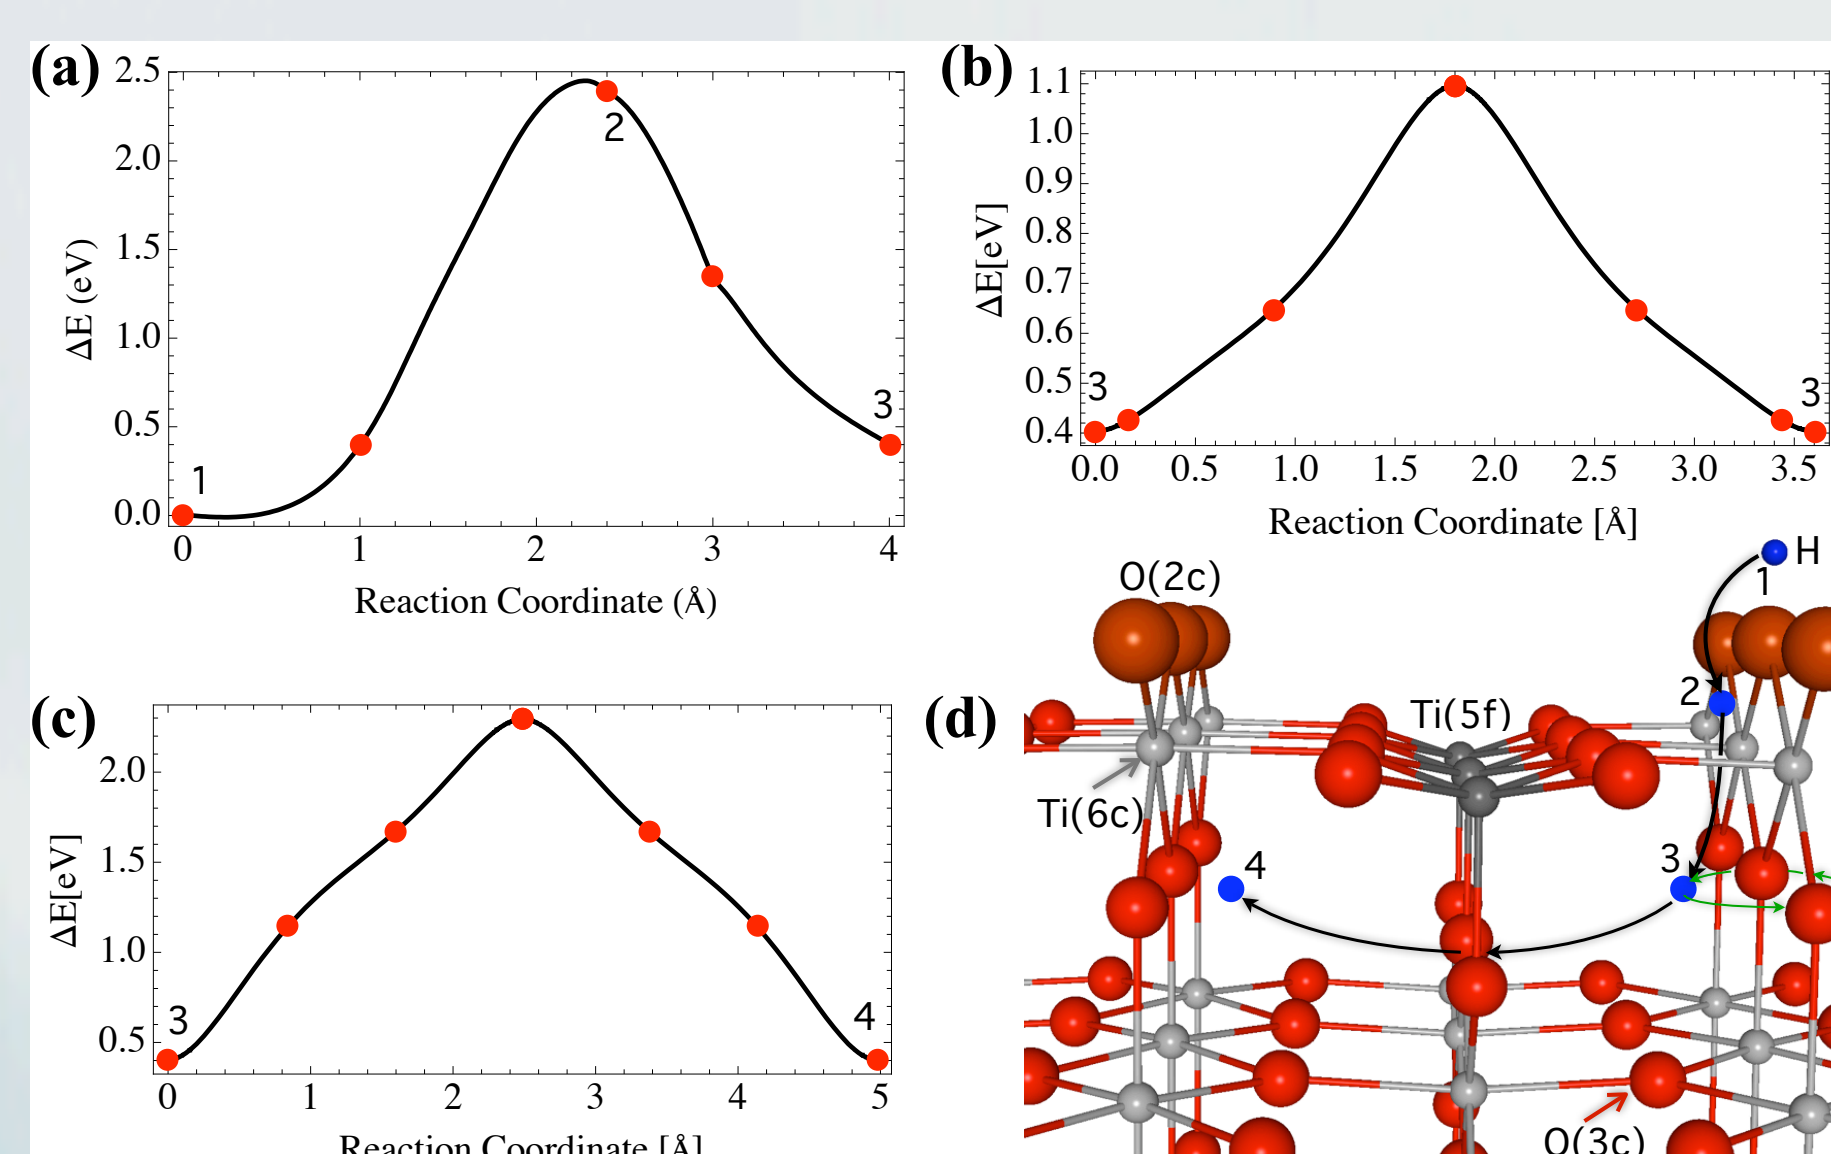 (a)
2.5
2.0
1.5
1.0
0.5
0.0
ΔE (eV)
1
2
3
0 1 2 3 4
Reaction Coordinate (Å)
(b)
1.1
1.0
0.9
0.8
0.7
0.6
0.5
0.4
ΔE[eV]
3
3
0.0 0.5 1.0 1.5 2.0 2.5 3.0 3.5
Reaction Coordinate [Å]
(c)
2.0
1.5
1.0
0.5
ΔE[eV]
3
4
0 1 2 3 4 5
Reaction Coordinate [Å]
(d)
H
1
O(2c)
2
Ti(5f)
Ti(6c)
3
4
O(3c)